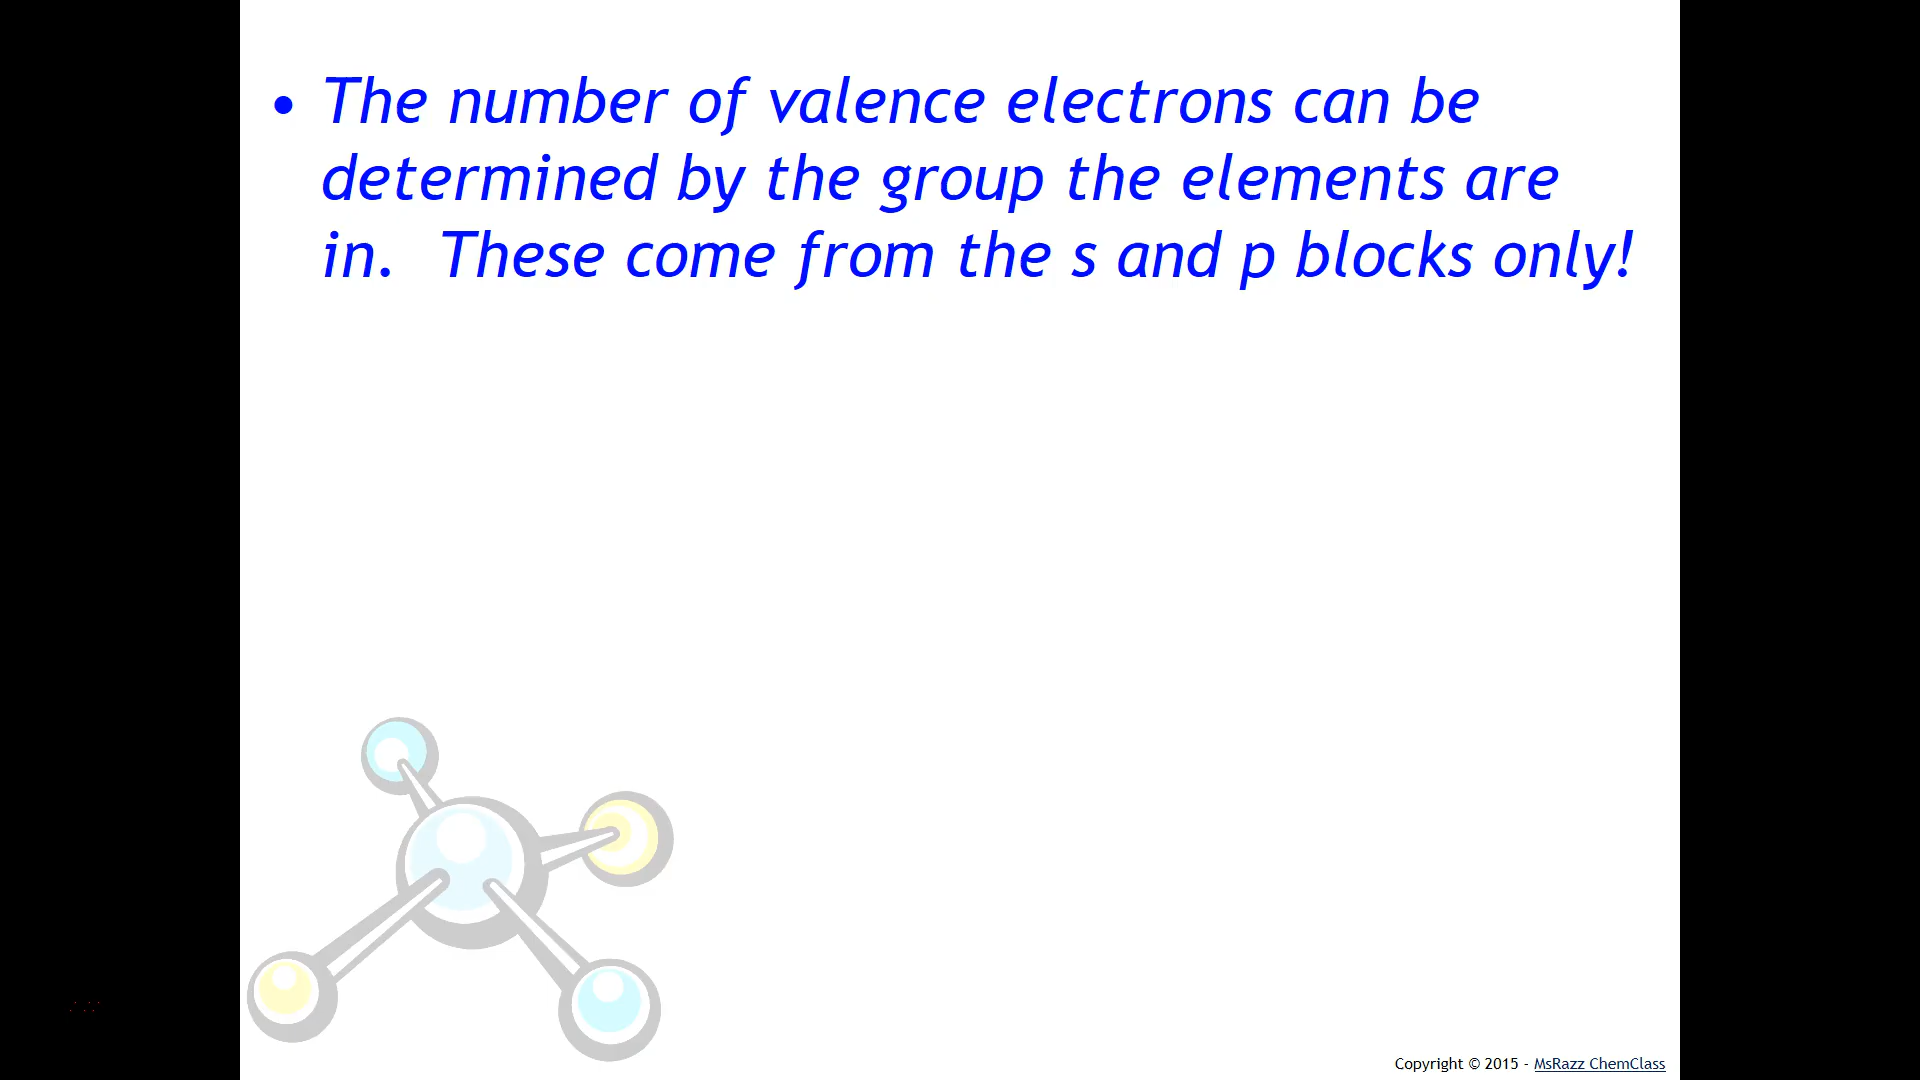 • The number of valence electrons can be
determined by the group the elements are
in.  These come from the s and p blocks only!
Copyright © 2015 - MsRazz ChemClass